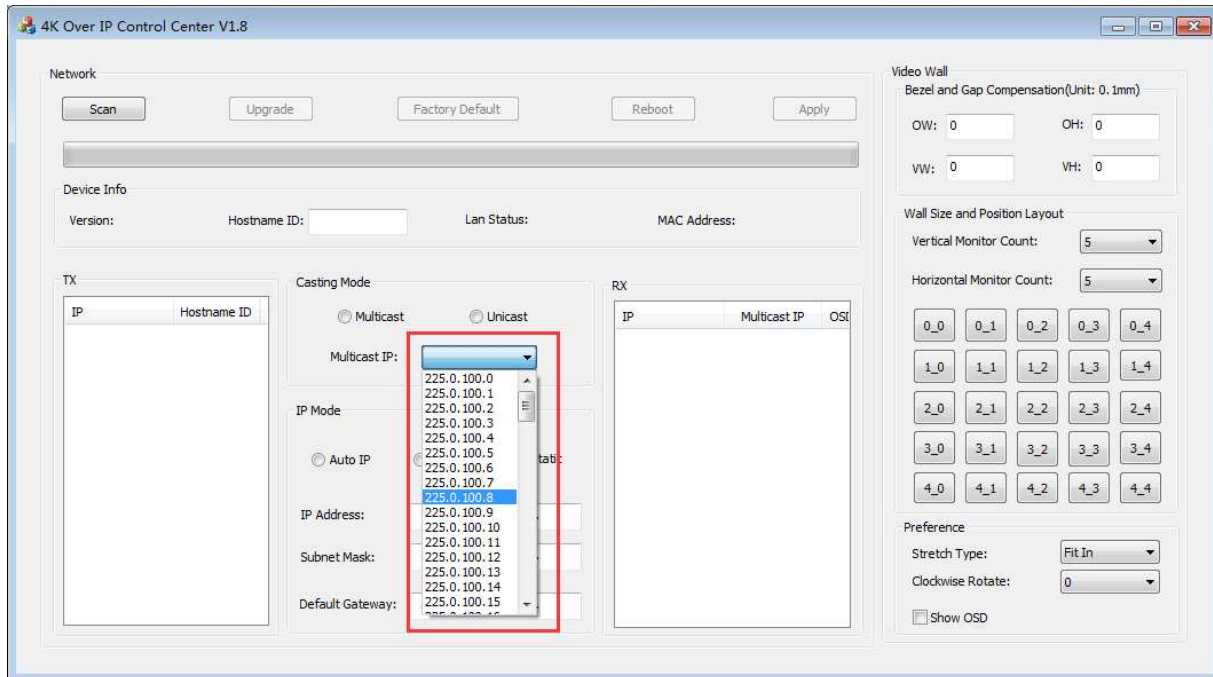 4K Over IP Control Center V1.8
Network
Scan
Upgrade
Factory Default
Reboot
Apply
Device Info
Version:
Hostname ID:
Lan Status:
MAC Address:
TX
IP Hostname ID
Casting Mode
Multicast Unicast
Multicast IP:
225.0.100.0
225.0.100.1
225.0.100.2
225.0.100.3
225.0.100.4
225.0.100.5
225.0.100.6
225.0.100.7
225.0.100.8
225.0.100.9
225.0.100.10
225.0.100.11
225.0.100.12
225.0.100.13
225.0.100.14
225.0.100.15
IP Mode
Auto IP
IP Address:
Subnet Mask:
Default Gateway:
RX
IP Multicast IP
Video Wall
Bezel and Gap Compensation(Unit: 0.1mm)
OW: 0 OH: 0
VW: 0 VH: 0
Wall Size and Position Layout
Vertical Monitor Count: 5
Horizontal Monitor Count: 5
0_0 0_1 0_2 0_3 0_4
1_0 1_1 1_2 1_3 1_4
2_0 2_1 2_2 2_3 2_4
3_0 3_1 3_2 3_3 3_4
4_0 4_1 4_2 4_3 4_4
Preference
Stretch Type: Fit In
Clockwise Rotate: 0
Show OSD